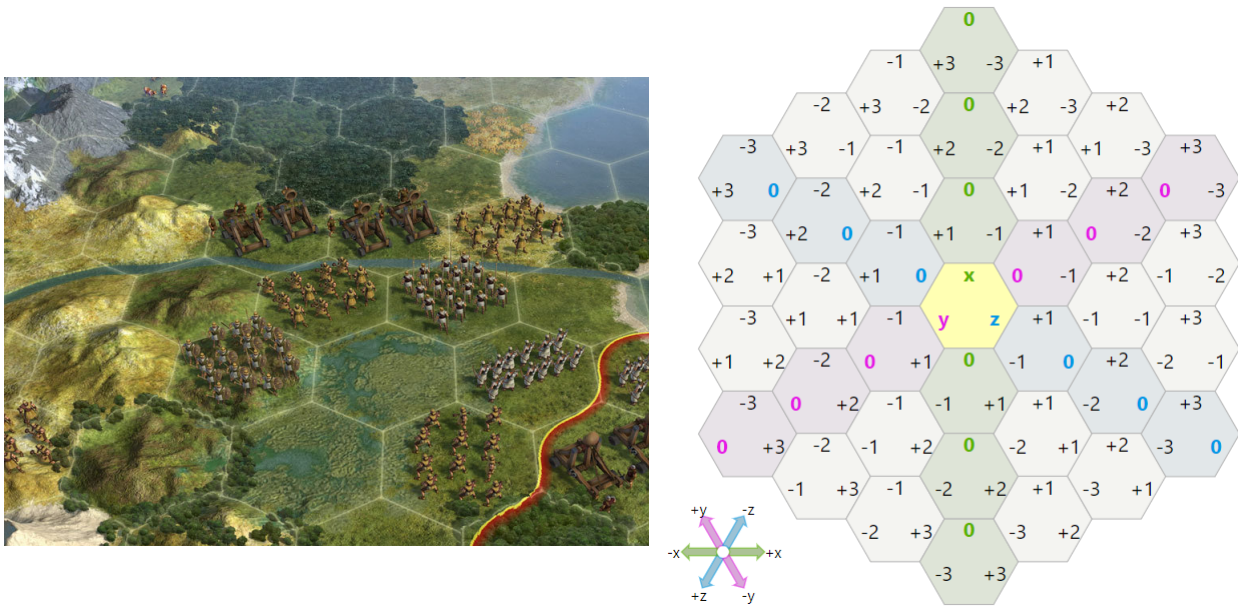 0
-1 +3 -3 +1
-2 +3 -2 0 +2 -3 +2
-3 +3 -1 -1 +2 -2 +1 +1 -3 +3
+3 0 -2 +2 -1 0 +1 -2 +2 0 -3
-3 +2 0 -1 +1 -1 +1 0 -2 +3
+2 +1 -2 +1 0 x 0 -1 +2 -1 -2
-3 +1 +1 -1 y z +1 -1 -1 +3
+1 +2 -2 0 +1 0 -1 0 +2 -2 -1
-3 0 +2 -1 -1 +1 +1 -2 0 +3
0 +3 -2 -1 +2 0 -2 +1 +2 -3 0
-1 +3 -1 -2 +2 +1 -3 +1
-2 +3 0 -3 +2
-3 +3
+y -z
-x +x
+z -y